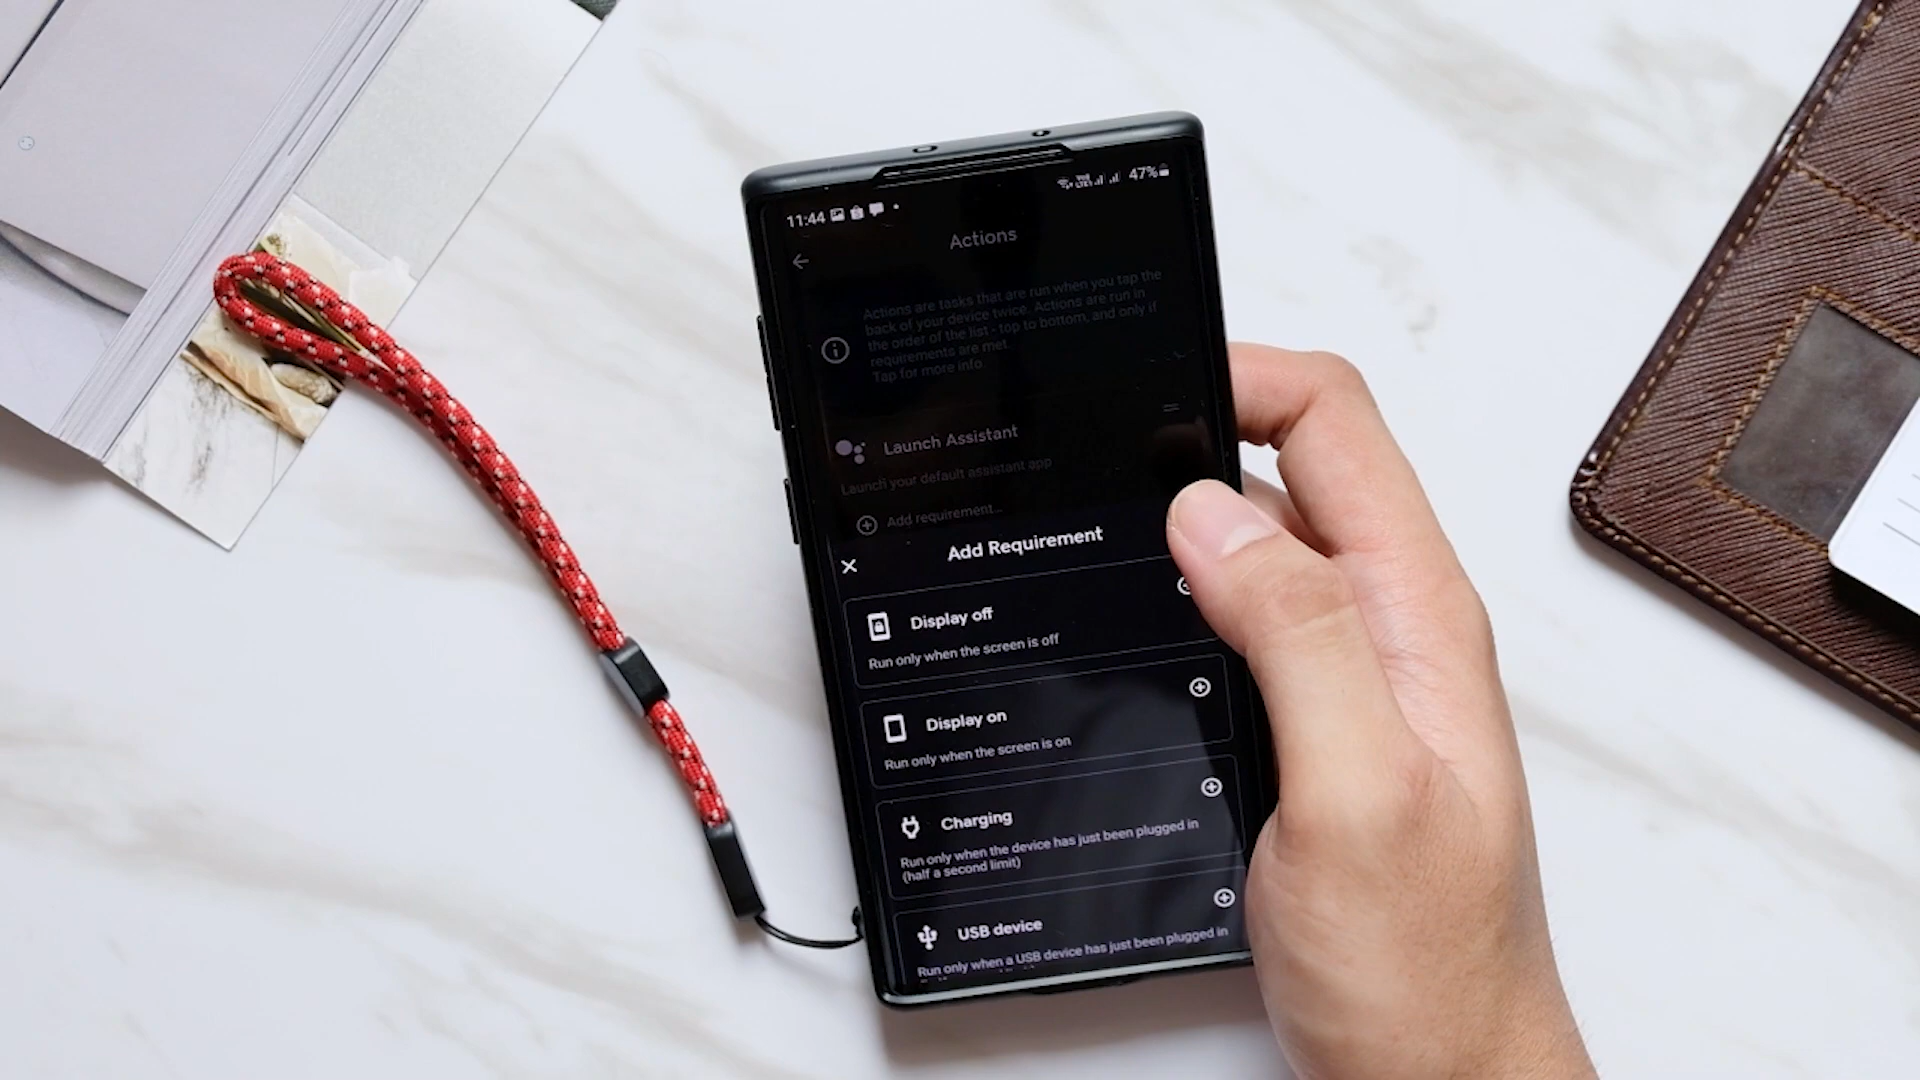 11:44
47%
Actions
Actions are tasks that are run when you tap the
back of your device twice. Actions are run in
the order of the list - top to bottom, and only if
requirements are met.
Tap for more info.
Launch Assistant
Launch your default assistant app
Add requirement...
Add Requirement
Display off
Run only when the screen is off
Display on
Run only when the screen is on
Charging
Run only when the device has just been plugged in
(half a second limit)
USB device
Run only when a USB device has just been plugged in